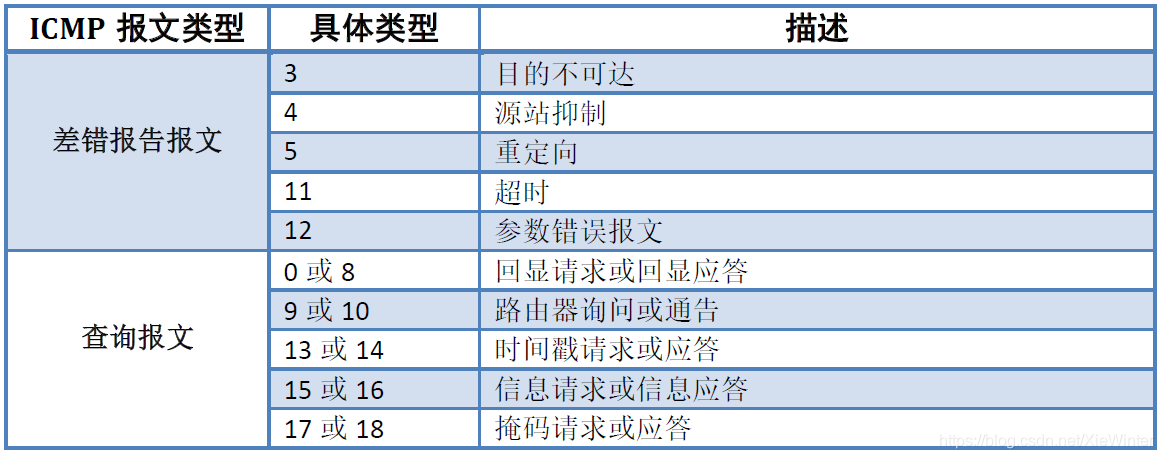 ICMP 报文类型 具体类型 描述
差错报告报文
3 目的不可达
4 源站抑制
5 重定向
11 超时
12 参数错误报文
查询报文
0 或 8 回显请求或回显应答
9 或 10 路由器询问或通告
13 或 14 时间戳请求或应答
15 或 16 信息请求或信息应答
17 或 18 掩码请求或应答
https://blog.csdn.net/XiaWinter